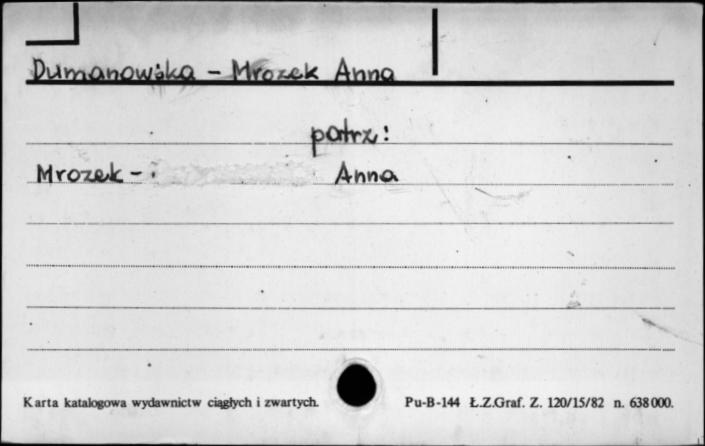 Dumanowska - Mrozek Anna
patrz:
Mrozek - Anna
Karta katalogowa wydawnictw ciągłych i zwartych. Pu-B-144 Ł.Z.Graf. Z. 120/15/82 n. 638000.